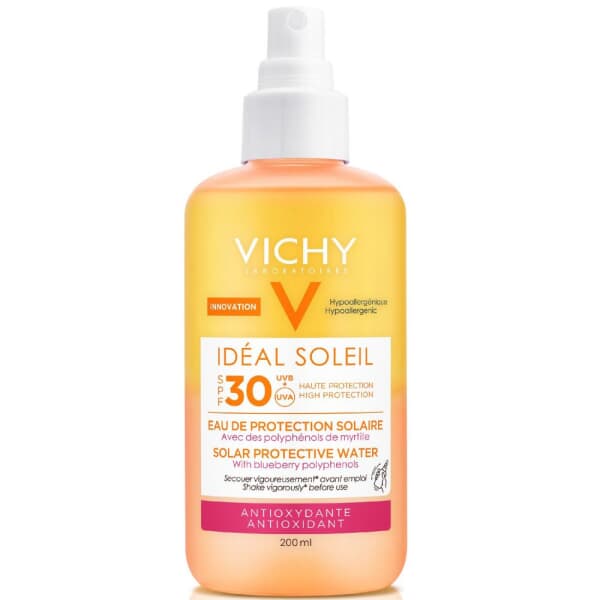 VICHY
LABORATOIRES
INNOVATION
Hypoallergénique
Hypoallergenic
IDÉAL SOLEIL
SPF 30 UVB + UVA
HAUTE PROTECTION
HIGH PROTECTION
EAU DE PROTECTION SOLAIRE
Avec des polyphénols de myrtille
SOLAR PROTECTIVE WATER
With blueberry polyphenols
Secouer vigoureusement* avant emploi
Shake vigorously* before use
ANTIOXYDANTE
ANTIOXIDANT
200 ml